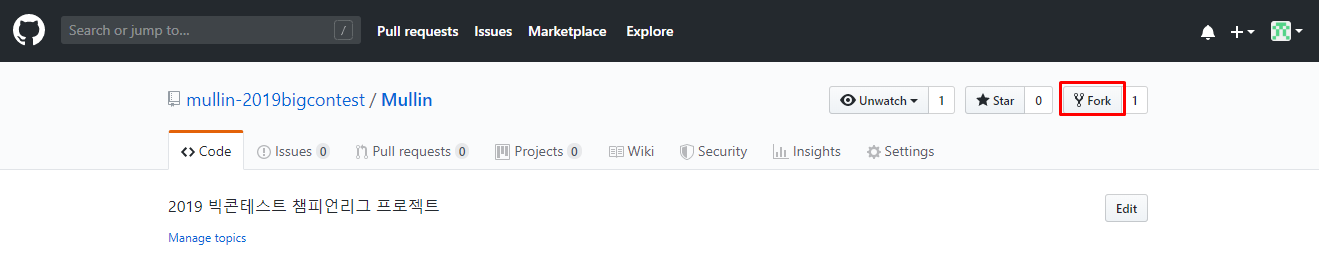 Search or jump to... / Pull requests Issues Marketplace Explore
mullin-2019bigcontest / Mullin Unwatch 1 Star 0 Fork 1
Code Issues 0 Pull requests 0 Projects 0 Wiki Security Insights Settings
2019 빅콘테스트 챔피언리그 프로젝트 Edit
Manage topics